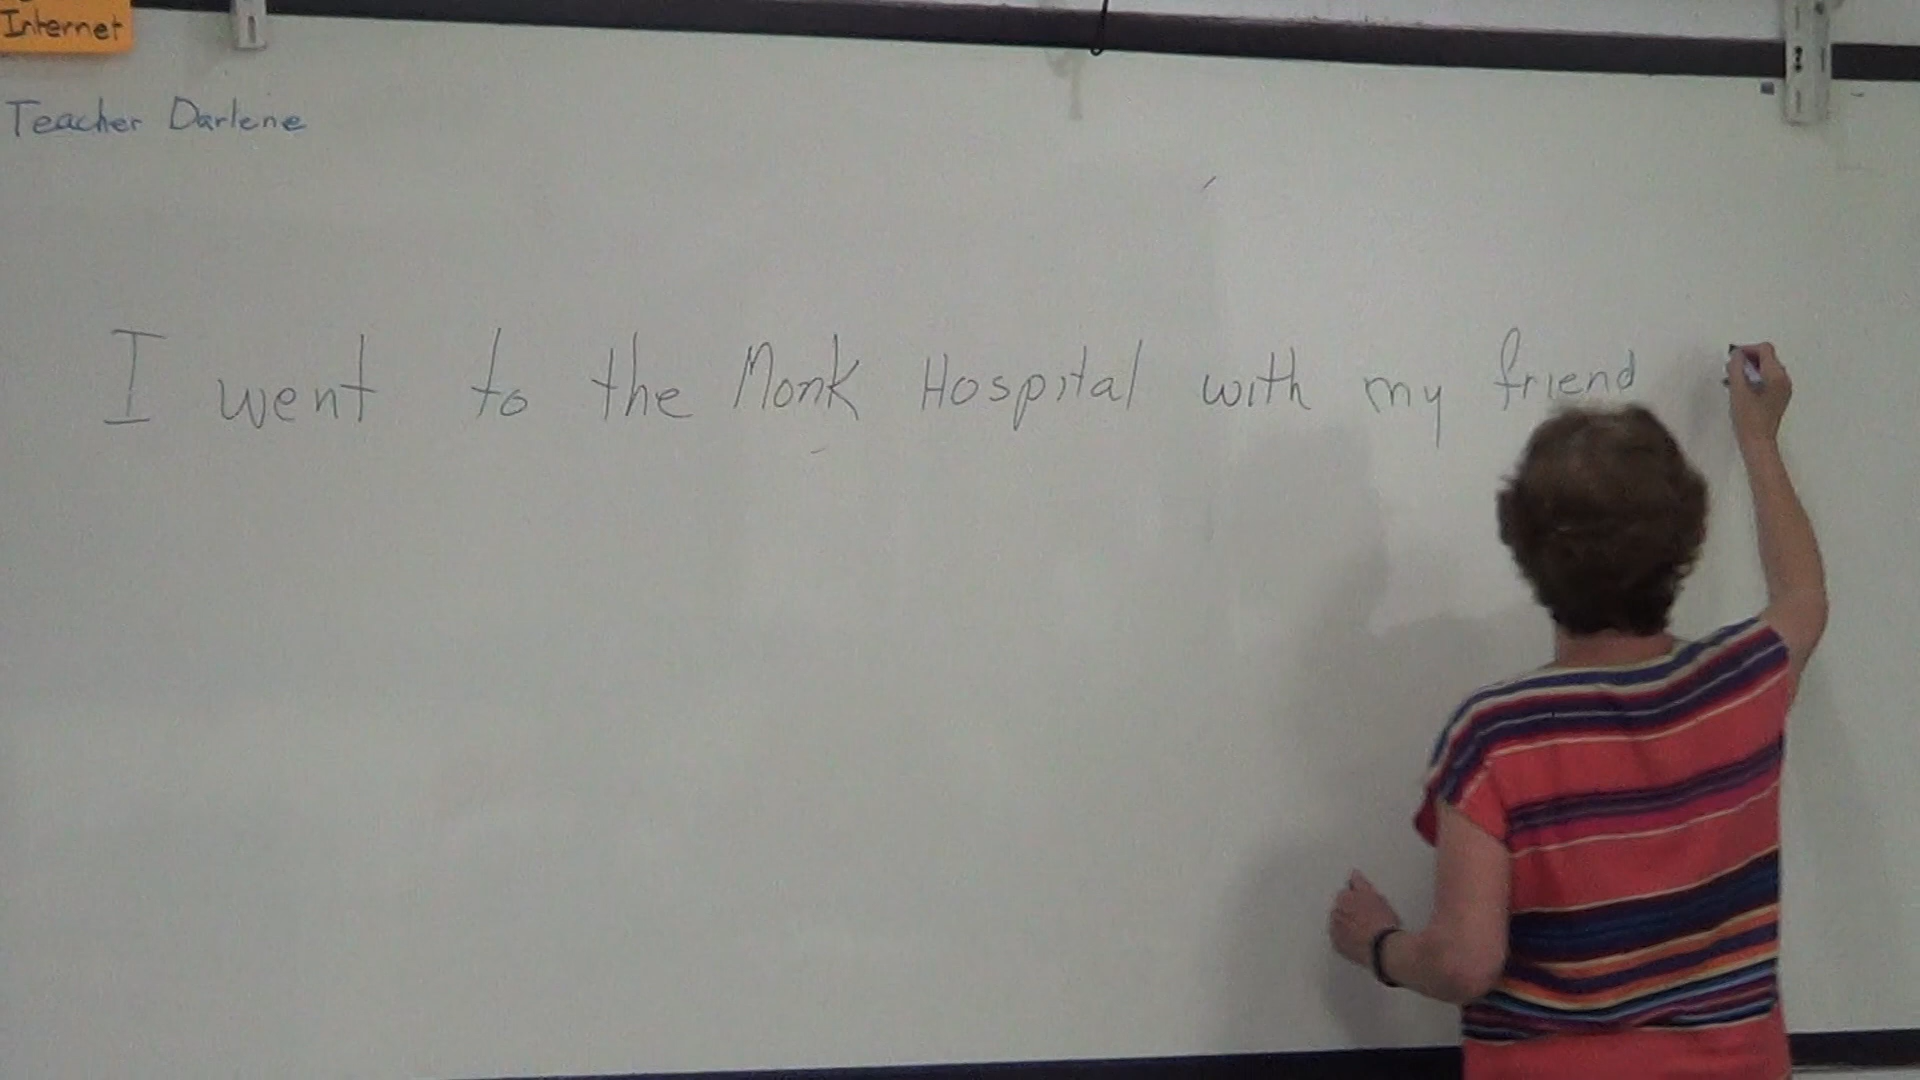 Internet
Teacher Darlene
I went to the Monk Hospital with my friend